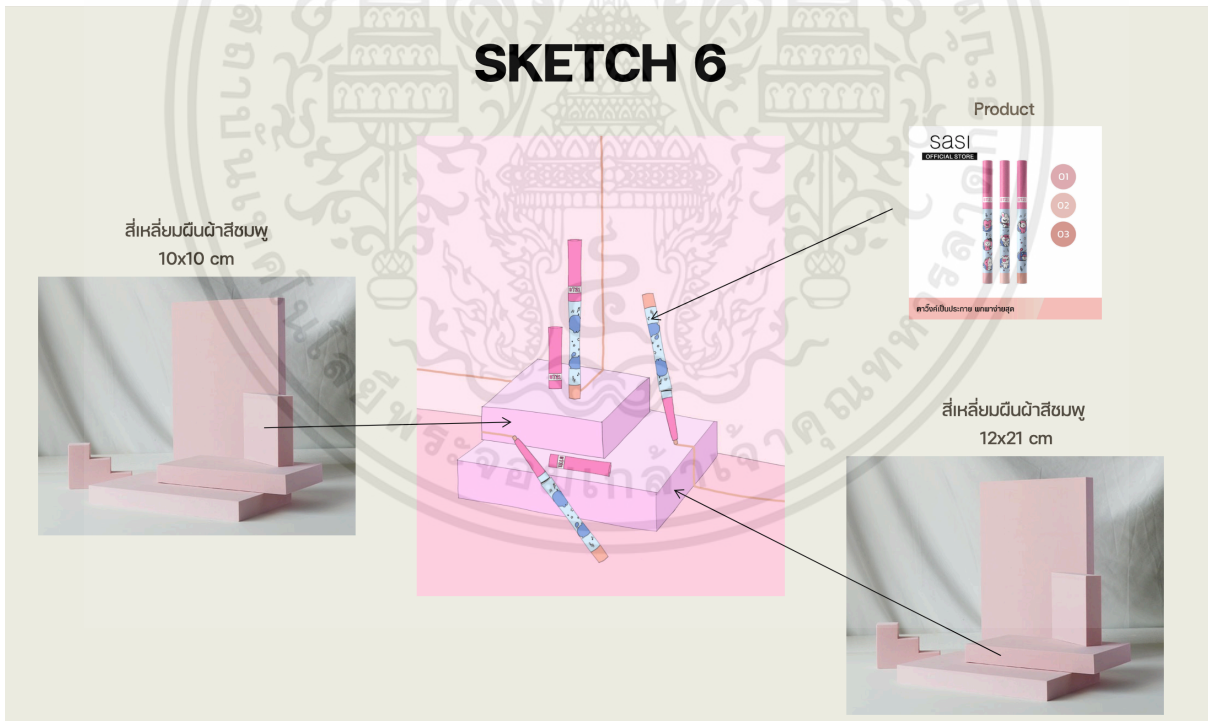 SKETCH 6
Product
sasi
OFFICIAL STORE
01
02
03
ตาวิ้งค์เป็นประกาย พกพาง่ายสุด
สี่เหลี่ยมผืนผ้าสีชมพู
10x10 cm
สี่เหลี่ยมผืนผ้าสีชมพู
12x21 cm